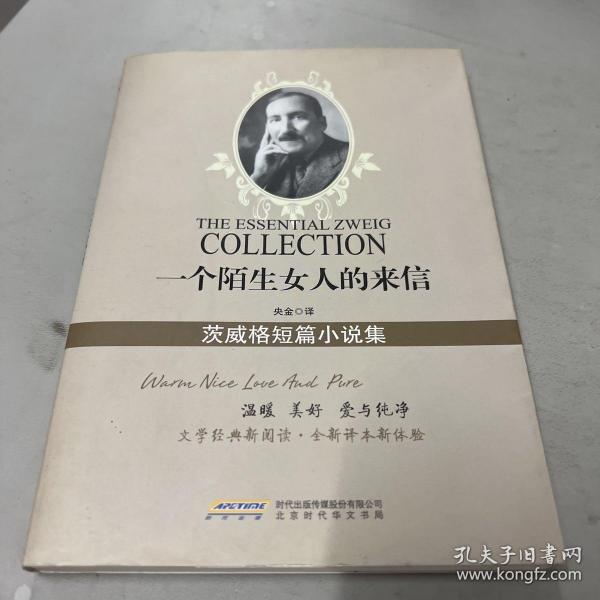 THE ESSENTIAL ZWEIG
COLLECTION
一个陌生女人的来信
央金◎译
茨威格短篇小说集
Warm Nice Love And Pure
温暖 美好 爱与纯净
文学经典新阅读·全新译本新体验
APGTIME
时代出版传媒股份有限公司
北京时代华文书局
孔夫子旧书网
www.kongfz.com